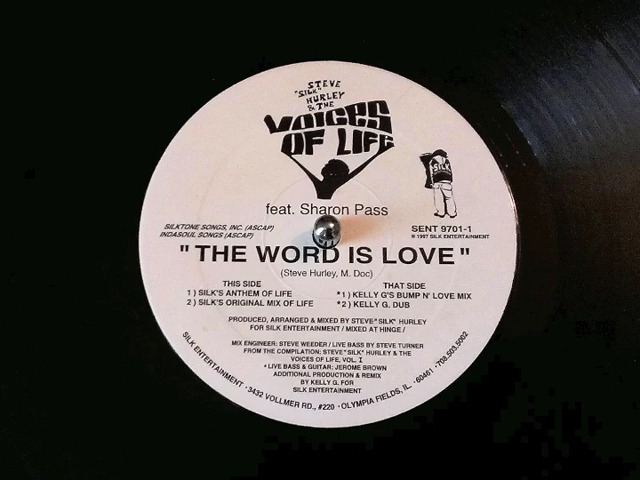 STEVE
"SILK"
HURLEY
& THE
VOICES
OF LIFE
SILK
feat. Sharon Pass
SILKTONE SONGS, INC. (ASCAP)
INDASOUL SONGS (ASCAP)
SENT 9701-1
℗ 1997 SILK ENTERTAINMENT
"THE WORD IS LOVE"
(Steve Hurley, M. Doc)
THIS SIDE
1 ) SILK'S ANTHEM OF LIFE
2 ) SILK'S ORIGINAL MIX OF LIFE
THAT SIDE
*1 ) KELLY G'S BUMP N' LOVE MIX
*2 ) KELLY G. DUB
PRODUCED, ARRANGED & MIXED BY STEVE "SILK" HURLEY
FOR SILK ENTERTAINMENT / MIXED AT HINGE /
MIX ENGINEER: STEVE WEEDER / LIVE BASS BY STEVE TURNER
FROM THE COMPILATION: STEVE "SILK" HURLEY & THE
VOICES OF LIFE, VOL. I
* LIVE BASS & GUITAR: JEROME BROWN
ADDITIONAL PRODUCTION & REMIX
BY KELLY G. FOR
SILK ENTERTAINMENT
SILK ENTERTAINMENT · 3432 VOLLMER RD., #220 · OLYMPIA FIELDS, IL. · 60461 · 708.503.5002